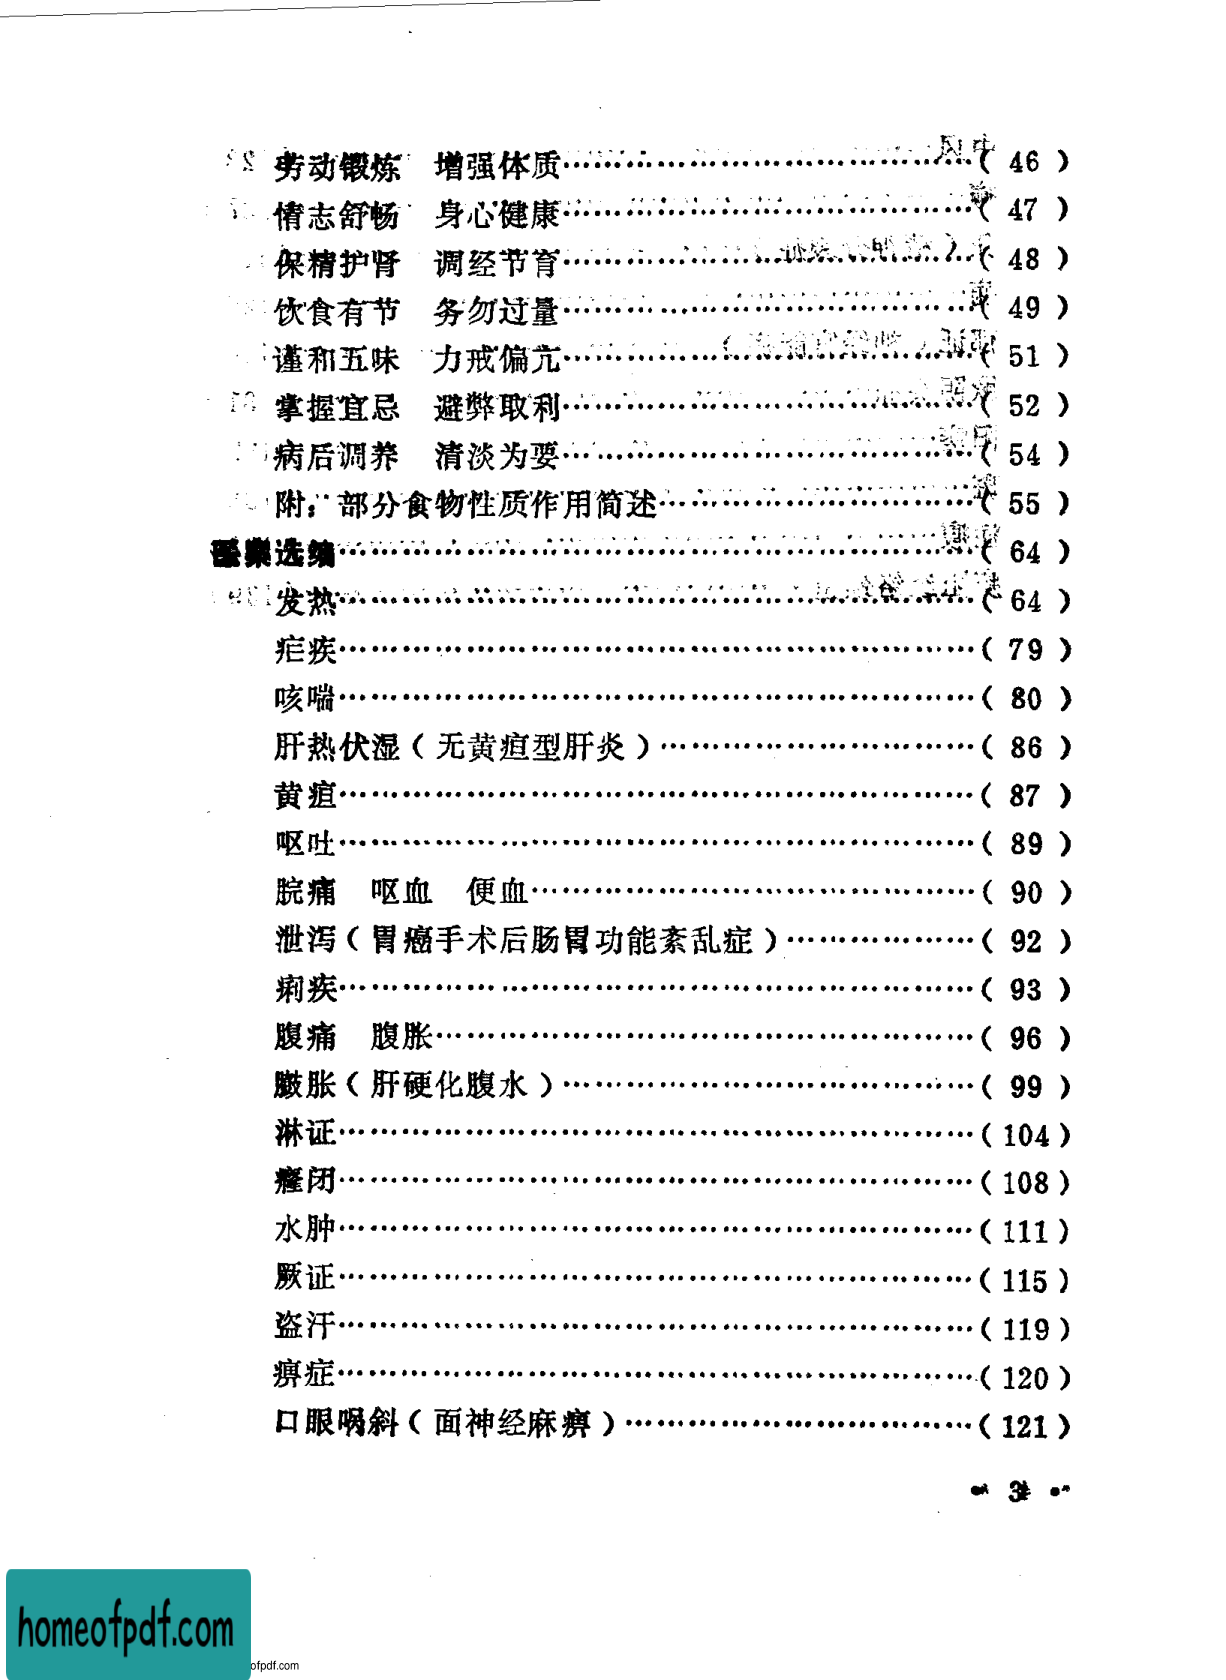 劳动锻炼　增强体质……………………………………( 46 )
情志舒畅　身心健康……………………………………( 47 )
保精护肾　调经节育……………………………………( 48 )
饮食有节　务勿过量……………………………………( 49 )
谨和五味　力戒偏亢……………………………………( 51 )
掌握宜忌　避弊取利……………………………………( 52 )
病后调养　清淡为要……………………………………( 54 )
附：部分食物性质作用简述……………………………( 55 )
医案选编……………………………………………………( 64 )
发热…………………………………………………………( 64 )
疟疾…………………………………………………………( 79 )
咳喘…………………………………………………………( 80 )
肝热伏湿（无黄疸型肝炎）……………………………( 86 )
黄疸…………………………………………………………( 87 )
呕吐…………………………………………………………( 89 )
脘痛　呕血　便血………………………………………( 90 )
泄泻（胃癌手术后肠胃功能紊乱症）…………………( 92 )
痢疾…………………………………………………………( 93 )
腹痛　腹胀…………………………………………………( 96 )
臌胀（肝硬化腹水）……………………………………( 99 )
淋证…………………………………………………………(104)
癃闭…………………………………………………………(108)
水肿…………………………………………………………(111)
厥证…………………………………………………………(115)
盗汗…………………………………………………………(119)
痹症…………………………………………………………(120)
口眼㖞斜（面神经麻痹）………………………………(121)
• 3 •
homeofpdf.com
ofpdf.com